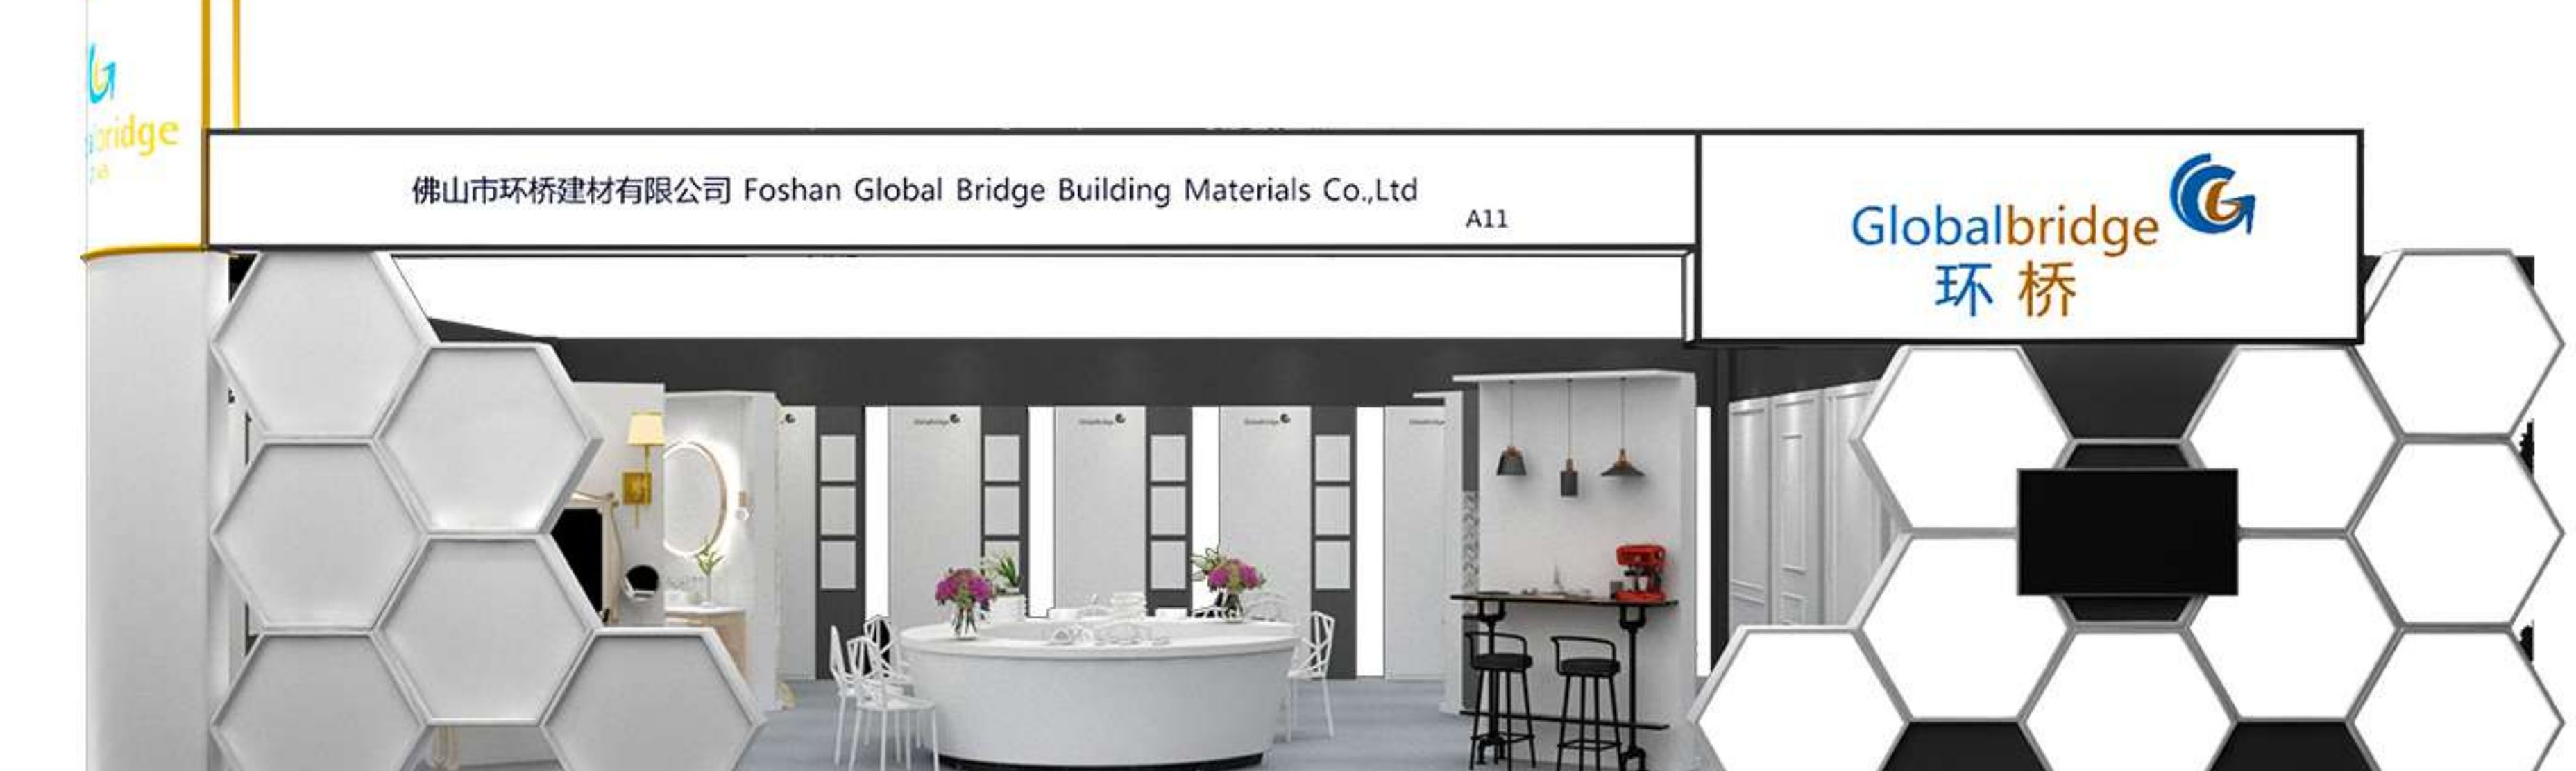 ridge
佛山市环桥建材有限公司 Foshan Global Bridge Building Materials Co.,Ltd
A11
Globalbridge
环 桥